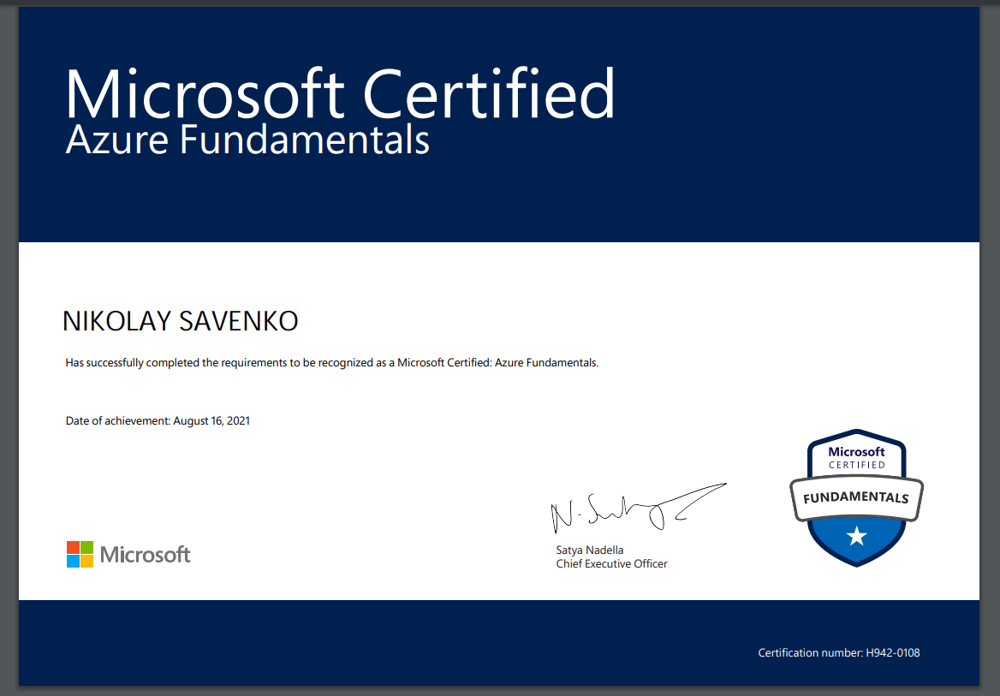 Microsoft Certified
Azure Fundamentals
NIKOLAY SAVENKO
Has successfully completed the requirements to be recognized as a Microsoft Certified: Azure Fundamentals.
Date of achievement: August 16, 2021
Microsoft
CERTIFIED
FUNDAMENTALS
N. Satya
Satya Nadella
Chief Executive Officer
Microsoft
Certification number: H942-0108